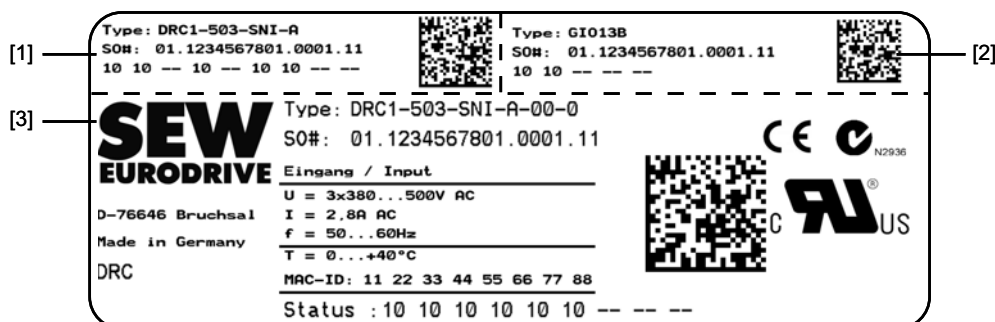 [1]
Type: DRC1-503-SNI-A
SO#: 01.1234567801.0001.11
10 10 -- 10 -- 10 10 -- --
Type: GIO13B
SO#: 01.1234567801.0001.11
10 10 -- -- --
[2]
[3]
SEW
EURODRIVE
D-76646 Bruchsal
Made in Germany
DRC
Type: DRC1-503-SNI-A-00-0
SO#: 01.1234567801.0001.11
Eingang / Input
U = 3x380...500V AC
I = 2,8A AC
f = 50...60Hz
T = 0...+40°C
MAC-ID: 11 22 33 44 55 66 77 88
Status :10 10 10 10 10 10 -- -- --
CE
N2936
C RU ® US